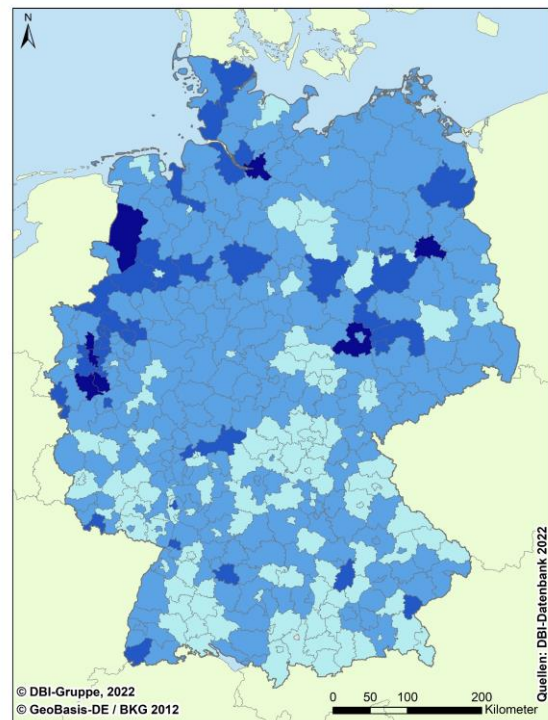 N
Quellen: DBI-Datenbank 2022
© DBI-Gruppe, 2022
© GeoBasis-DE / BKG 2012
0 50 100 200
Kilometer